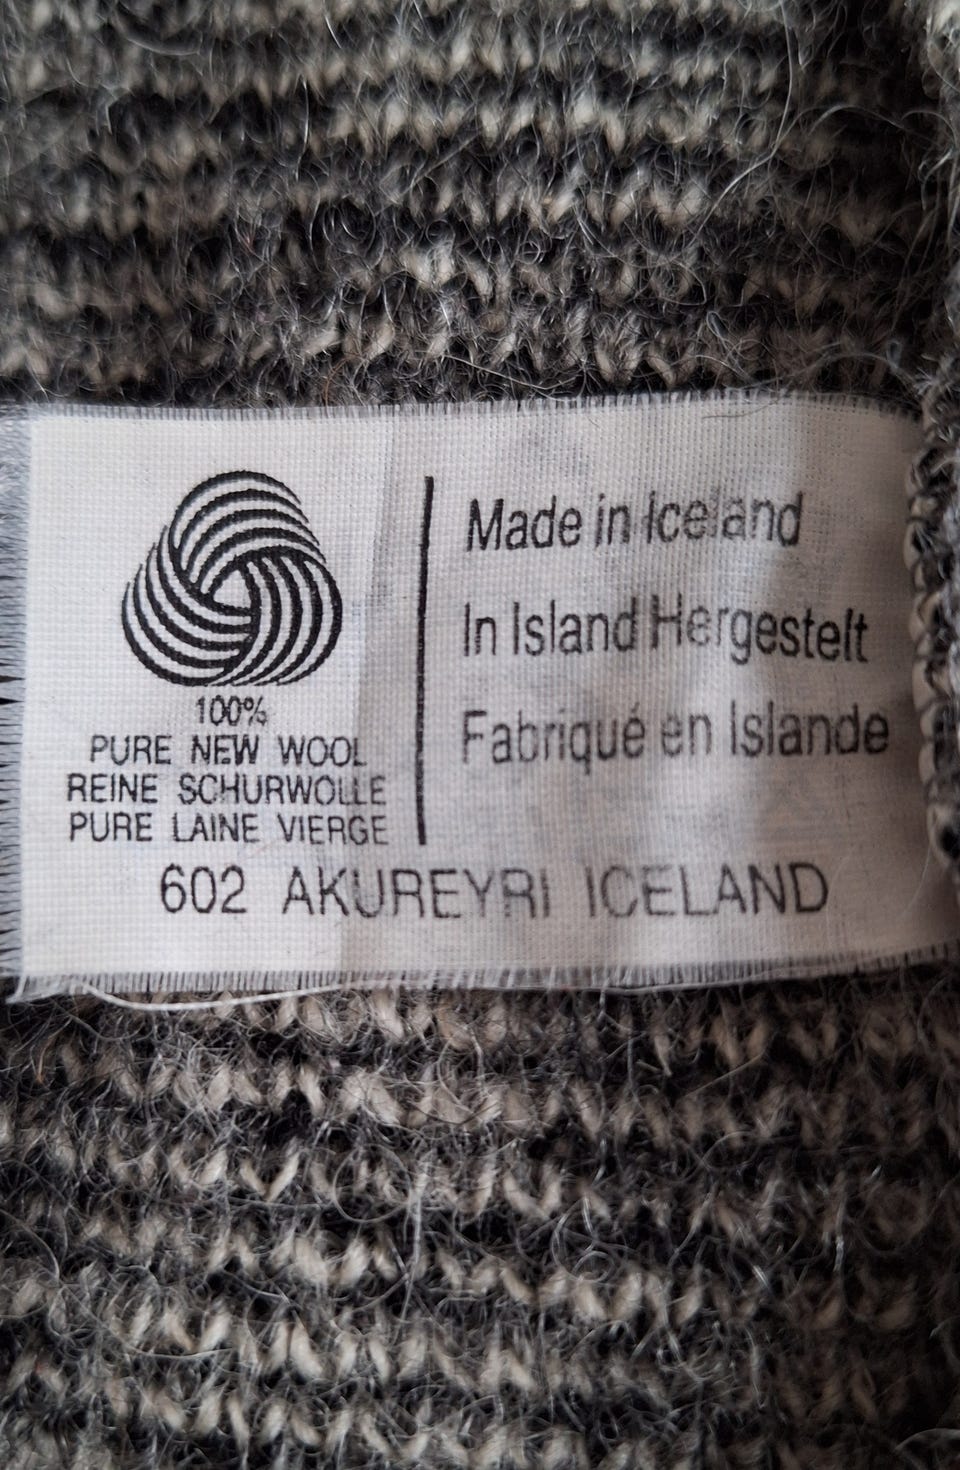 100%
PURE NEW WOOL
REINE SCHURWOLLE
PURE LAINE VIERGE
Made in Iceland
In Island Hergestelt
Fabriqué en Islande
602 AKUREYRI ICELAND